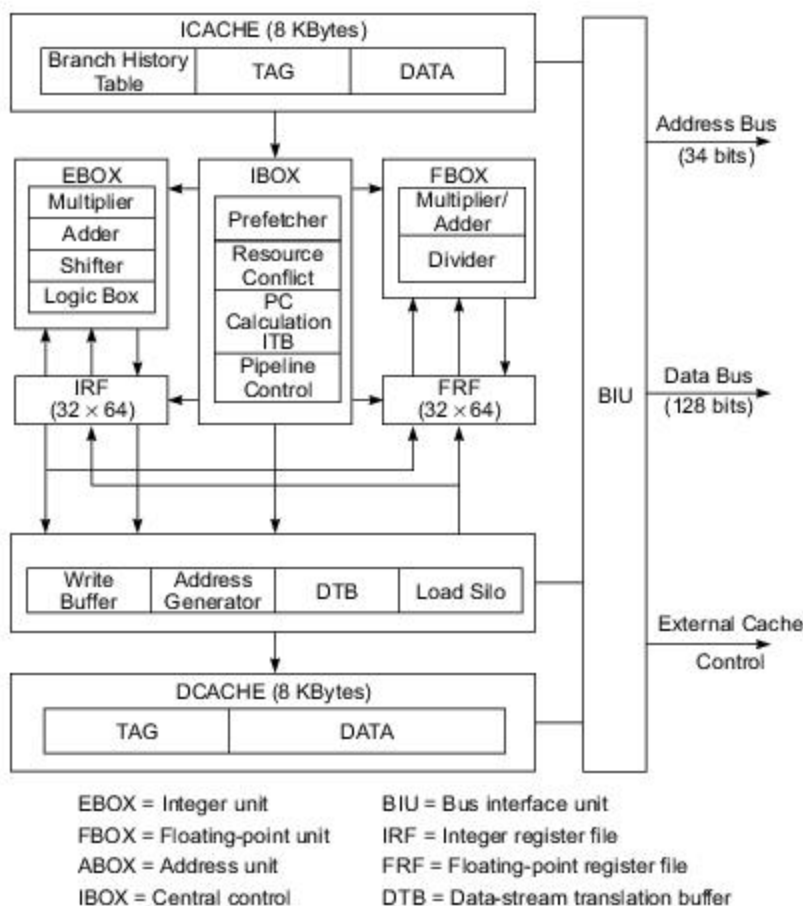 ICACHE (8 KBytes)
Branch History
Table
TAG
DATA
EBOX
Multiplier
Adder
Shifter
Logic Box
IBOX
Prefetcher
Resource
Conflict
PC
Calculation
ITB
Pipeline
Control
FBOX
Multiplier/
Adder
Divider
IRF
(32 × 64)
FRF
(32 × 64)
Write
Buffer
Address
Generator
DTB
Load Silo
DCACHE (8 KBytes)
TAG
DATA
BIU
Address Bus
(34 bits)
Data Bus
(128 bits)
External Cache
Control
EBOX = Integer unit
FBOX = Floating-point unit
ABOX = Address unit
IBOX = Central control
BIU = Bus interface unit
IRF = Integer register file
FRF = Floating-point register file
DTB = Data-stream translation buffer